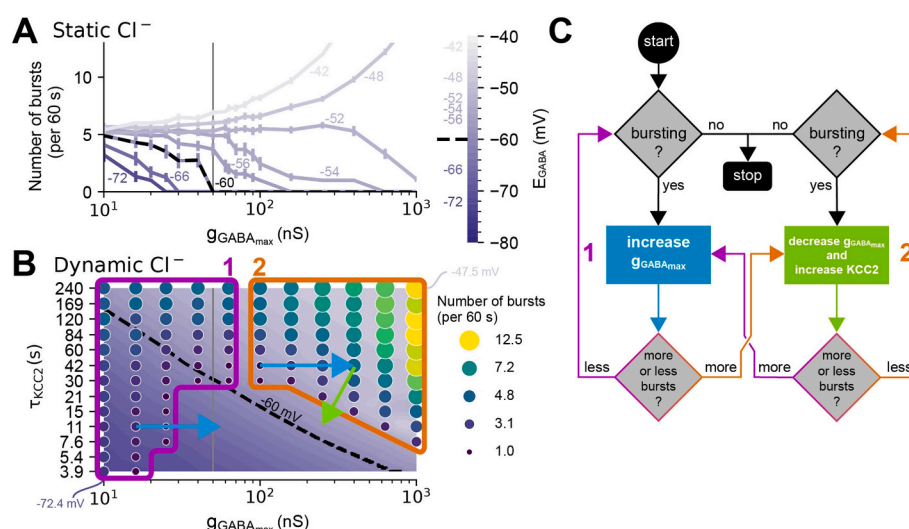 A Static Cl⁻
Number of bursts
(per 60 s)
10
5
0
-42
-48
-52
-54
-56
-60
-66
-72
10¹
10²
10³
g_GABAmax (nS)
-42
-48
-52
-54
-56
-66
-72
-40
-50
-60
-70
-80
E_GABA (mV)
B Dynamic Cl⁻
1
2
-47.5 mV
τ_KCC2 (s)
240
169
120
84
60
42
30
21
15
11
7.6
5.4
3.9
-60 mV
-72.4 mV
10¹
10²
10³
g_GABAmax (nS)
Number of bursts
(per 60 s)
12.5
7.2
4.8
3.1
1.0
C
start
bursting
?
no
no
bursting
?
stop
yes
yes
1
increase
g_GABAmax
decrease g_GABAmax
and
increase KCC2
2
less
more
or less
bursts
?
more
more
more
or less
bursts
?
less